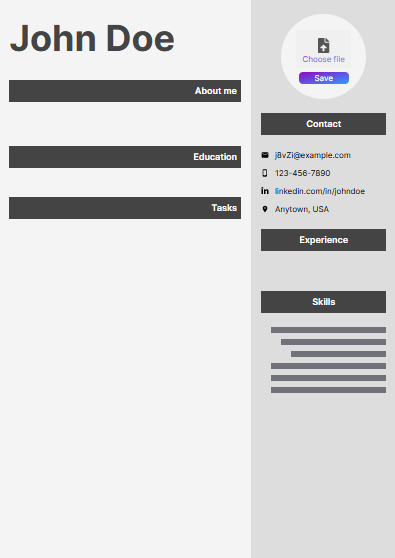 John Doe
About me
Education
Tasks
Choose file
Save
Contact
j8vZi@example.com
123-456-7890
linkedin.com/in/johndoe
Anytown, USA
Experience
Skills